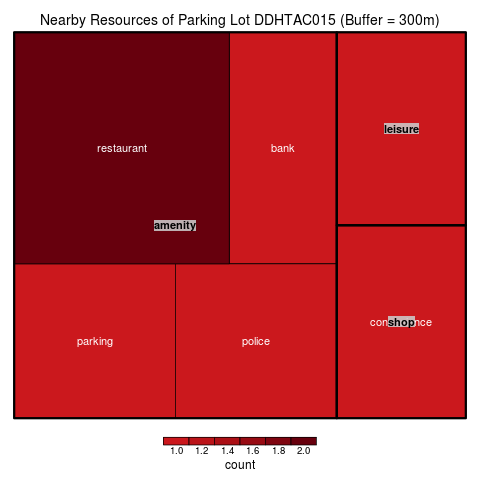 Nearby Resources of Parking Lot DDHTAC015 (Buffer = 300m)
restaurant
bank
leisure
amenity
shop
parking
police
1.0 1.2 1.4 1.6 1.8 2.0
count